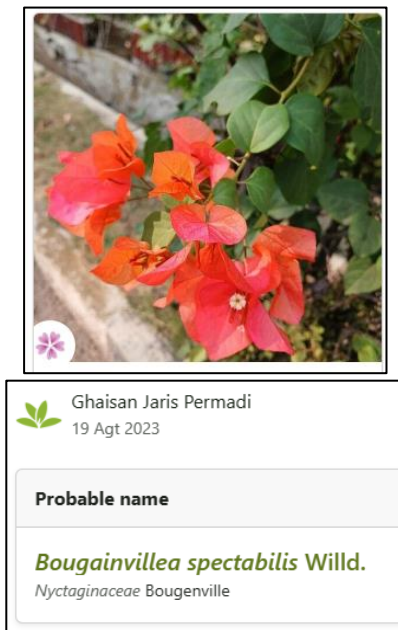 Ghaisan Jaris Permadi
19 Agt 2023
Probable name
Bougainvillea spectabilis Willd.
Nyctaginaceae Bougenville